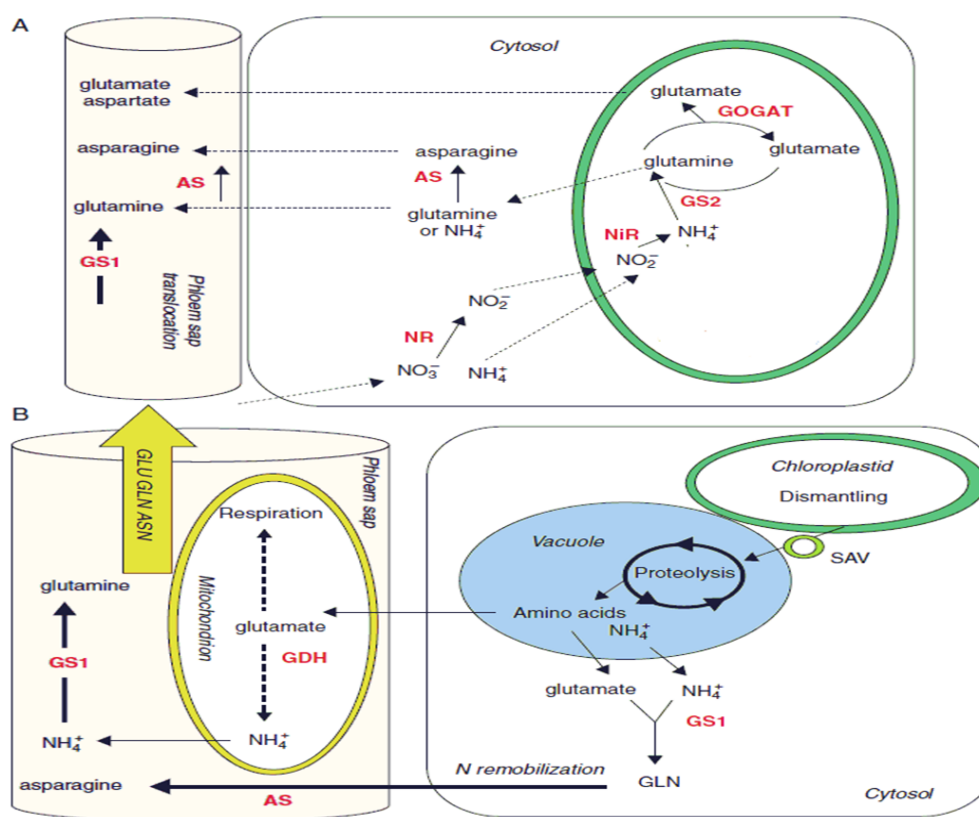 A
Cytosol
glutamate
aspartate
glutamate
GOGAT
asparagine
asparagine
glutamine
glutamate
AS
AS
GS2
glutamine
glutamine
or NH₄⁺
NiR
NH₄⁺
GS1
NO₂⁻
Phloem sap
translocation
NO₂⁻
NR
NO₃⁻
NH₄⁺
B
GLU GLN ASN
Phloem sap
Respiration
Mitochondrion
glutamine
glutamate
GDH
GS1
NH₄⁺
NH₄⁺
asparagine
AS
Chloroplastid
Dismantling
Vacuole
SAV
Proteolysis
Amino acids
NH₄⁺
glutamate
NH₄⁺
GS1
N remobilization
GLN
Cytosol